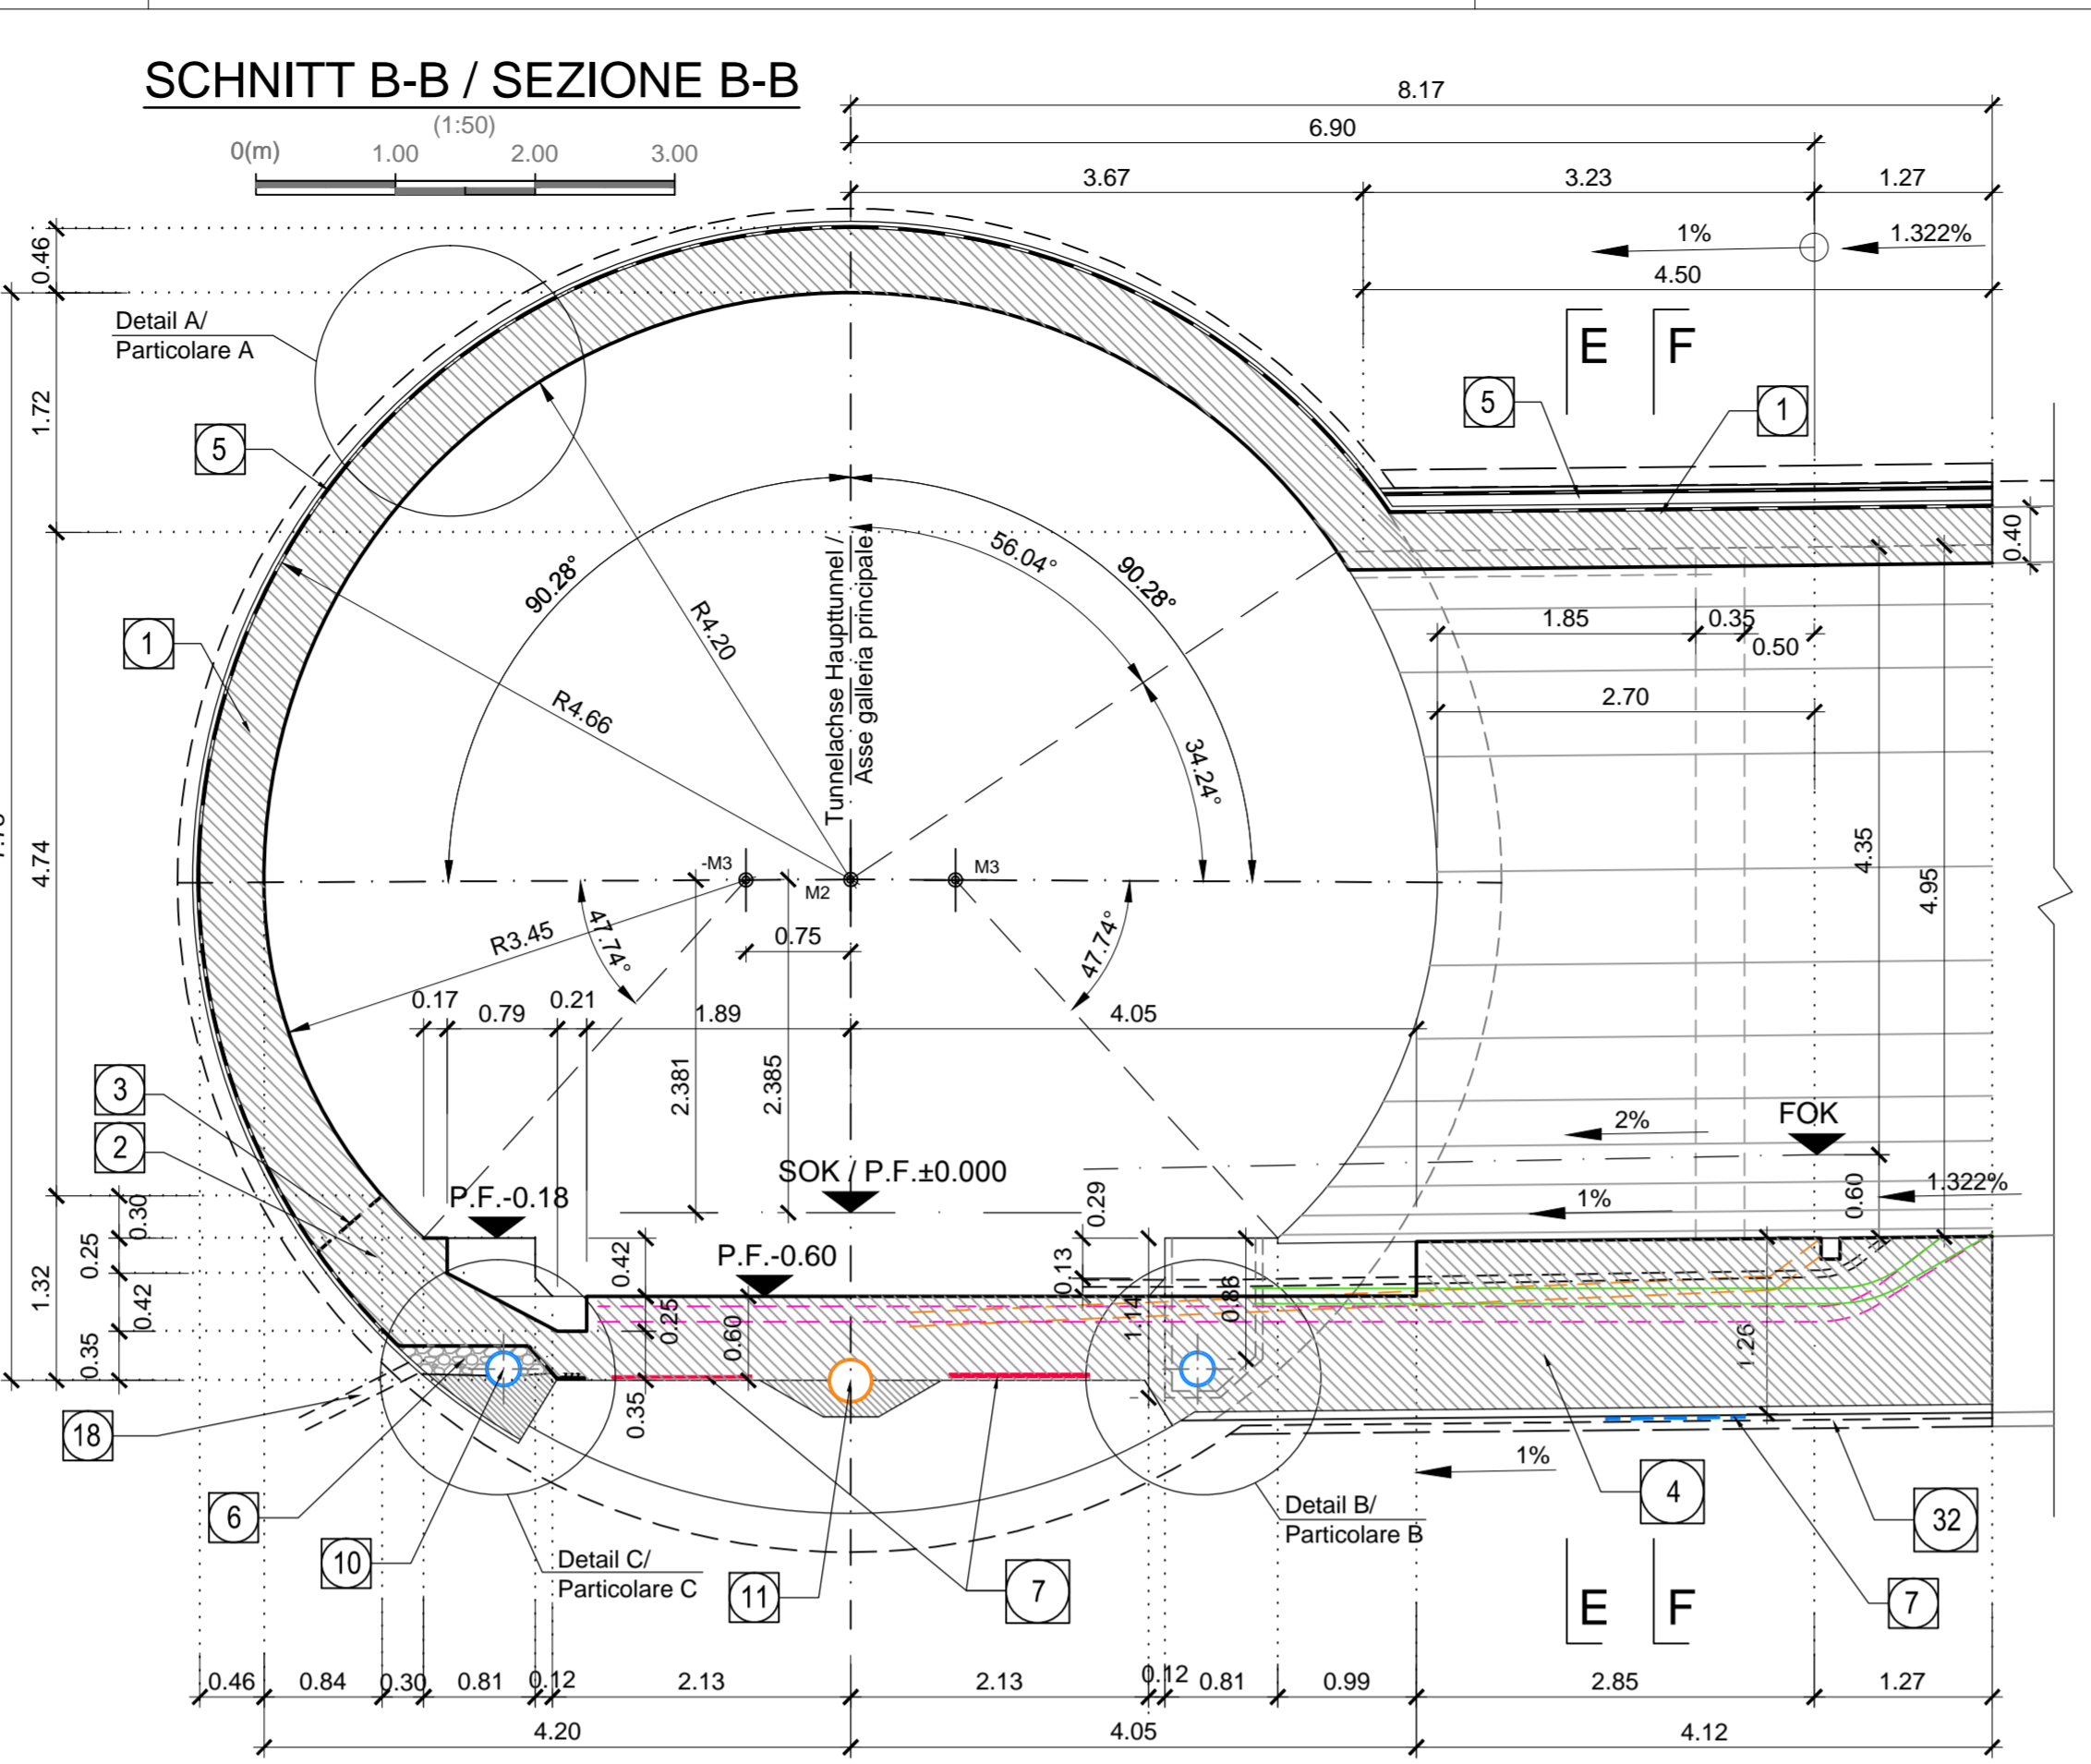 SCHNITT B-B / SEZIONE B-B
(1:50)
0(m) 1.00 2.00 3.00
8.17
6.90
3.67 3.23 1.27
1% 1.322%
4.50
0.46
Detail A/
Particolare A
E F
5 1
1.72
5
0.40
Tunnelachse Haupttunnel /
Asse galleria principale
90.28° 56.04° 90.28°
R4.20
1.85 0.35
0.50
1
R4.66
2.70
34.24°
4.74
4.35
4.95
-M3 M2 M3
R3.45 47.74° 0.75 47.74°
0.17 0.79 0.21 1.89 4.05
2.381 2.385
3
2
2% FOK
SOK / P.F.±0.000
P.F.-0.18
0.29
0.60 1.322%
1%
0.30
0.25
0.42
0.35
1.32
P.F.-0.60
0.42
0.25
0.60
0.35
0.13
1.14
0.86
1.26
18
6
10
Detail C/
Particolare C
11
7
Detail B/
Particolare B
1%
4
32
7
E F
0.46 0.84 0.30 0.81 0.12 2.13 2.13 0.12 0.81 0.99 2.85 1.27
4.20 4.05 4.12